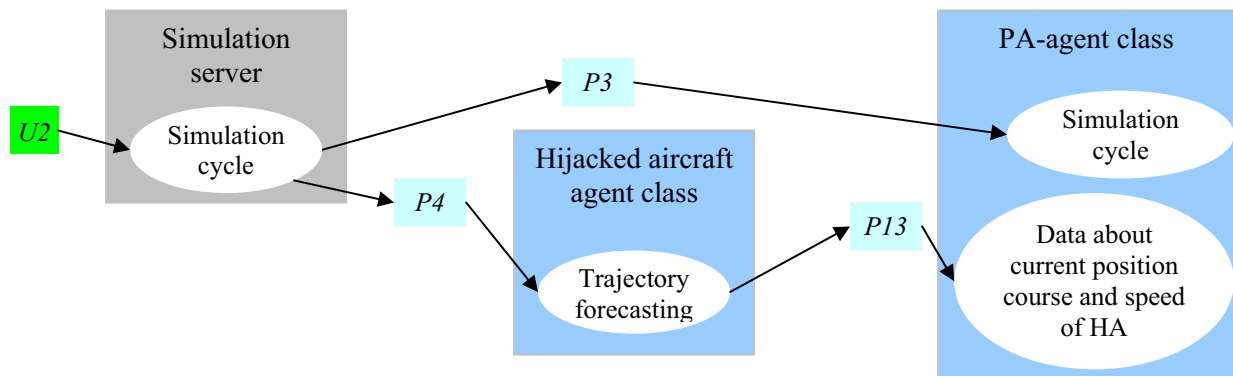 Simulation
server
U2
Simulation
cycle
P3
P4
Hijacked aircraft
agent class
Trajectory
forecasting
P13
PA-agent class
Simulation
cycle
Data about
current position
course and speed
of HA